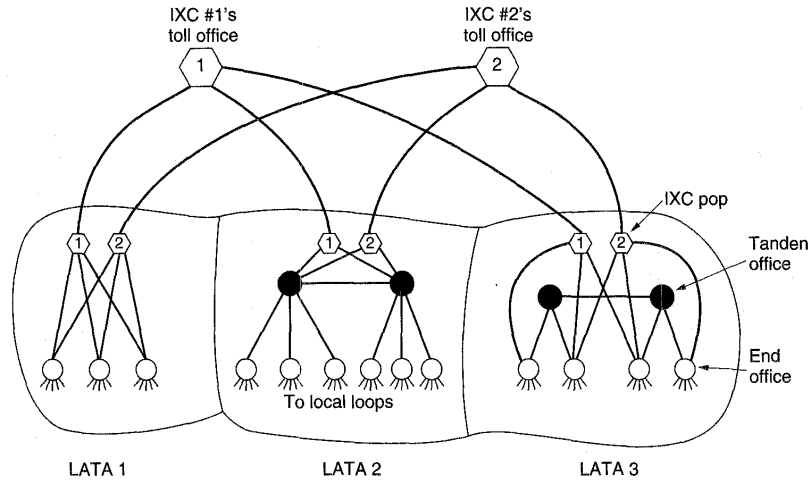 IXC #1's
toll office
IXC #2's
toll office
1
2
IXC pop
1
2
1
2
1
2
Tanden
office
End
office
To local loops
LATA 1
LATA 2
LATA 3